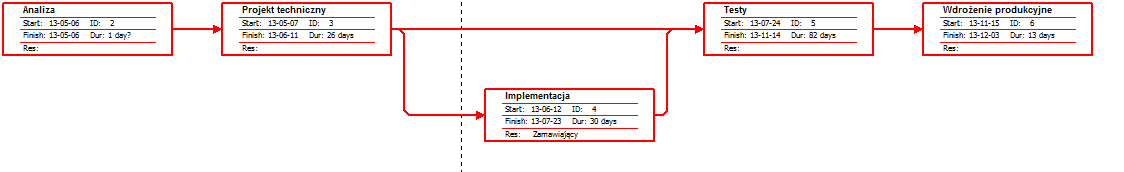 Analiza
Start: 13-05-06 ID: 2
Finish: 13-05-06 Dur: 1 day?
Res:
Projekt techniczny
Start: 13-05-07 ID: 3
Finish: 13-06-11 Dur: 26 days
Res:
Implementacja
Start: 13-06-12 ID: 4
Finish: 13-07-23 Dur: 30 days
Res: Zamawiający
Testy
Start: 13-07-24 ID: 5
Finish: 13-11-14 Dur: 82 days
Res:
Wdrożenie produkcyjne
Start: 13-11-15 ID: 6
Finish: 13-12-03 Dur: 13 days
Res: